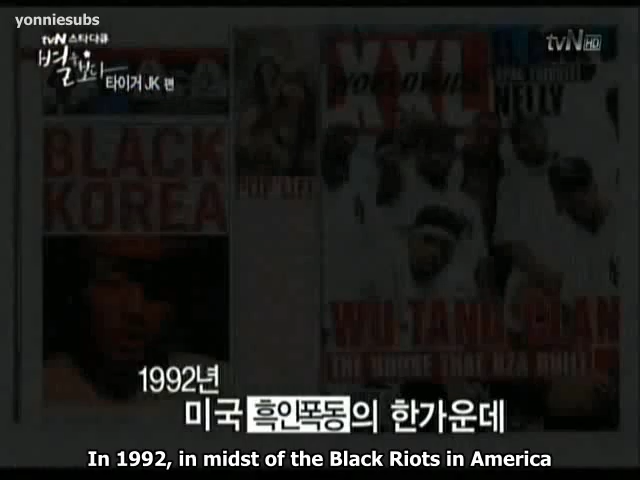 yonniesubs
tvN 스타다큐
tvN HD
별을 보다
타이거 JK 편
XXL
NELLY
BLACK
KOREA
WU-TANG CLAN
THE HOUSE THAT RZA BUILT
1992년
미국 흑인폭동의 한가운데
In 1992, in midst of the Black Riots in America